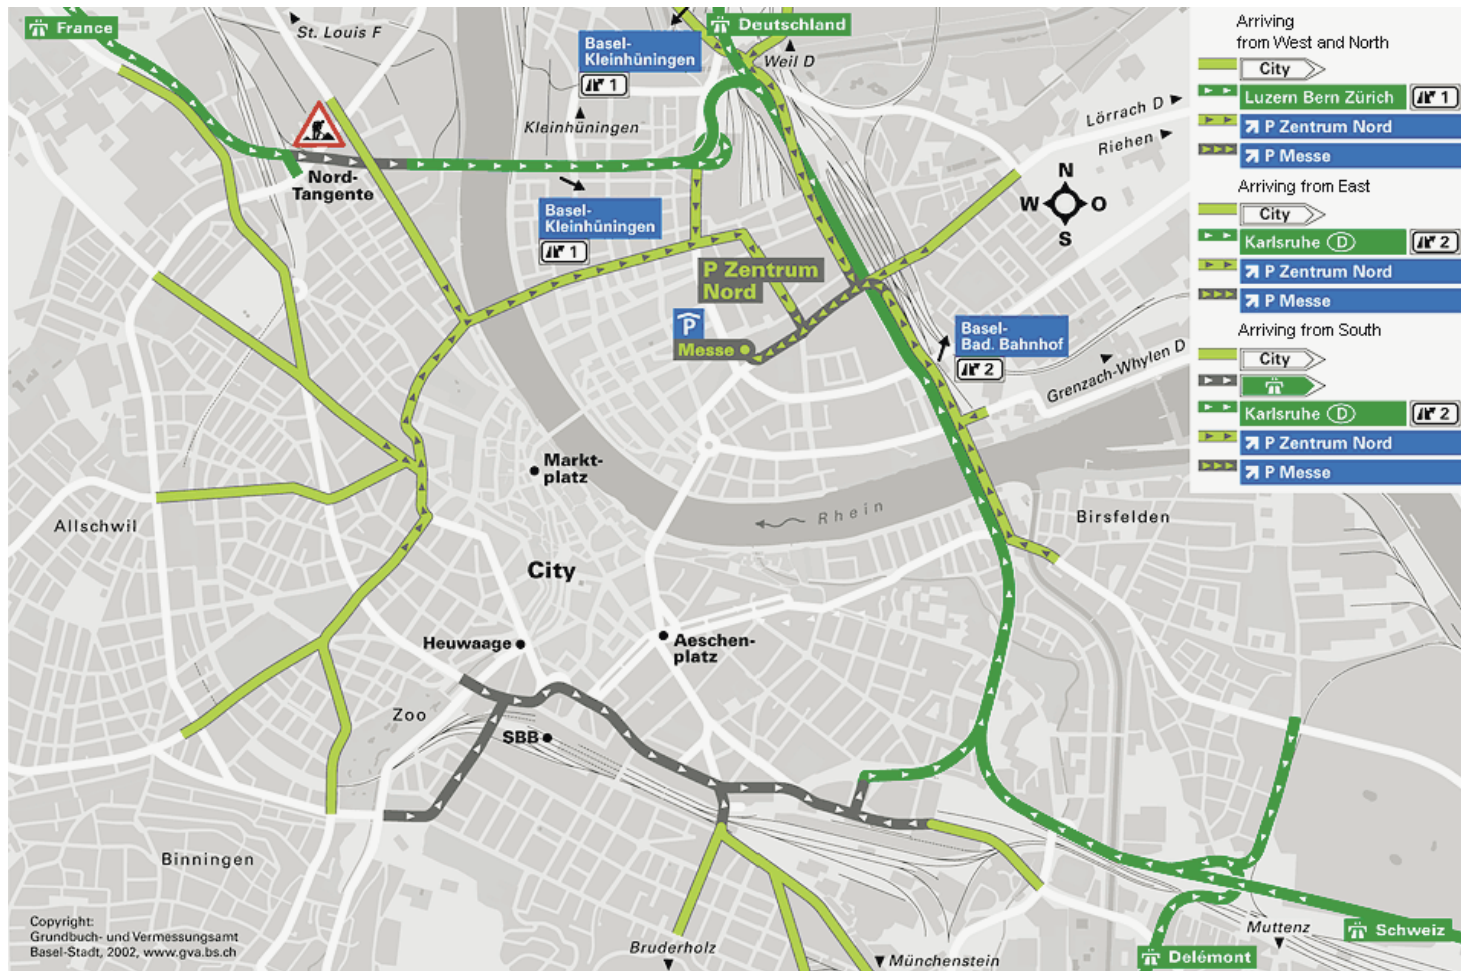 France
St. Louis F
Basel-
Kleinhüningen
1
Deutschland
Weil D
Kleinhüningen
Lörrach D
Riehen
Nord-
Tangente
Basel-
Kleinhüningen
1
N
W O
S
P Zentrum
Nord
P
Messe
Basel-
Bad. Bahnhof
2
Grenzach-Whylen D
Markt-
platz
Allschwil
Rhein
Birsfelden
City
Heuwaage
Aeschen-
platz
Zoo
SBB
Binningen
Bruderholz
Münchenstein
Muttenz
Schweiz
Delémont
Copyright:
Grundbuch- und Vermessungsamt
Basel-Stadt, 2002, www.gva.bs.ch
Arriving
from West and North
City
Luzern Bern Zürich 1
P Zentrum Nord
P Messe
Arriving from East
City
Karlsruhe D 2
P Zentrum Nord
P Messe
Arriving from South
City
Karlsruhe D 2
P Zentrum Nord
P Messe